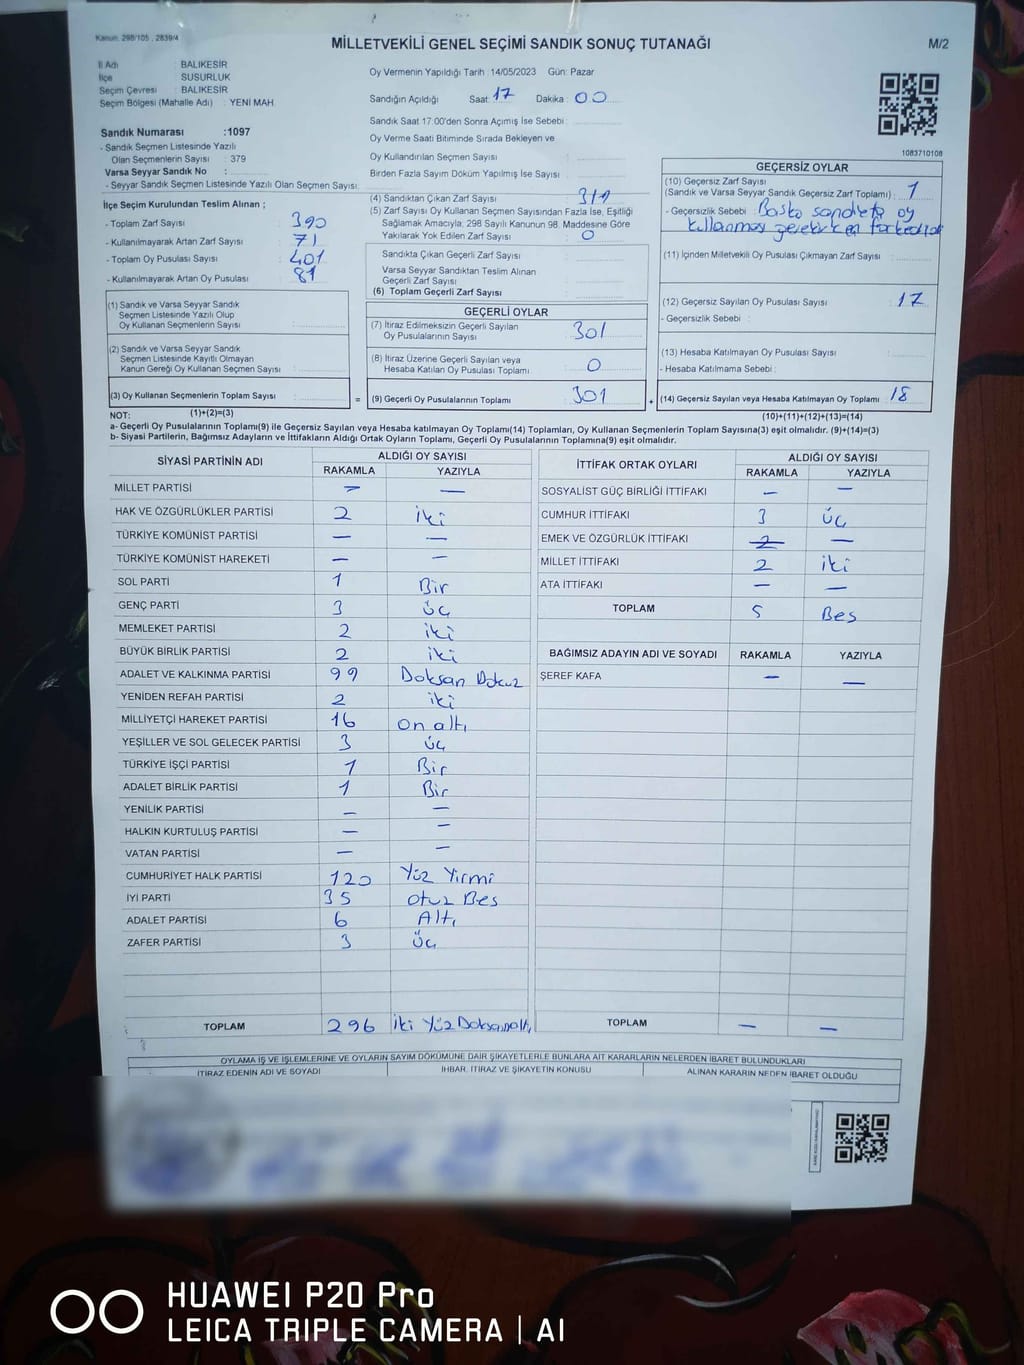 Kanun: 298/105 , 2839/4
MİLLETVEKİLİ GENEL SEÇİMİ SANDIK SONUÇ TUTANAĞI
M/2
İl Adı : BALIKESİR
İlçe : SUSURLUK
Seçim Çevresi : BALIKESİR
Seçim Bölgesi (Mahalle Adı) : YENİ MAH.
Sandık Numarası :1097
- Sandık Seçmen Listesinde Yazılı
Olan Seçmenlerin Sayısı : 379
Varsa Seyyar Sandık No :
- Seyyar Sandık Seçmen Listesinde Yazılı Olan Seçmen Sayısı:
Oy Vermenin Yapıldığı Tarih :14/05/2023 Gün: Pazar
Sandığın Açıldığı Saat: 17 Dakika : 00
Sandık Saat 17:00'den Sonra Açımış İse Sebebi :
Oy Verme Saati Bitiminde Sırada Bekleyen ve
Oy Kullandırılan Seçmen Sayısı :
Birden Fazla Sayım Döküm Yapılmış İse Sayısı :
1083710108
İlçe Seçim Kurulundan Teslim Alınan ;
- Toplam Zarf Sayısı : 390
- Kullanılmayarak Artan Zarf Sayısı : 71
- Toplam Oy Pusulası Sayısı : 401
- Kullanılmayarak Artan Oy Pusulası : 81
(4) Sandıktan Çıkan Zarf Sayısı : 319
(5) Zarf Sayısı Oy Kullanan Seçmen Sayısından Fazla İse, Eşitliği
Sağlamak Amacıyla, 298 Sayılı Kanunun 98. Maddesine Göre
Yakılarak Yok Edilen Zarf Sayısı : 0
Sandıkta Çıkan Geçerli Zarf Sayısı :
Varsa Seyyar Sandıktan Teslim Alınan
Geçerli Zarf Sayısı :
(6) Toplam Geçerli Zarf Sayısı :
GEÇERSİZ OYLAR
(10) Geçersiz Zarf Sayısı
(Sandık ve Varsa Seyyar Sandık Geçersiz Zarf Toplamı) : 1
- Geçersizlik Sebebi : Başka sandıkta oy
kullanması gerekirken
(11) İçinden Milletvekili Oy Pusulası Çıkmayan Zarf Sayısı :
(12) Geçersiz Sayılan Oy Pusulası Sayısı : 17
- Geçersizlik Sebebi :
(13) Hesaba Katılmayan Oy Pusulası Sayısı :
- Hesaba Katılmama Sebebi :
(14) Geçersiz Sayılan veya Hesaba Katılmayan Oy Toplamı : 18
(10)+(11)+(12)+(13)=(14)
(1) Sandık ve Varsa Seyyar Sandık
Seçmen Listesinde Yazılı Olup
Oy Kullanan Seçmenlerin Sayısı :
(2) Sandık ve Varsa Seyyar Sandık
Seçmen Listesinde Kayıtlı Olmayan
Kanun Gereği Oy Kullanan Seçmen Sayısı :
(3) Oy Kullanan Seçmenlerin Toplam Sayısı : =
GEÇERLİ OYLAR
(7) İtiraz Edilmeksizin Geçerli Sayılan
Oy Pusulalarının Sayısı : 301
(8) İtiraz Üzerine Geçerli Sayılan veya
Hesaba Katılan Oy Pusulası Toplamı : 0
(9) Geçerli Oy Pusulalarının Toplamı : 301 +
NOT: (1)+(2)=(3)
a- Geçerli Oy Pusulaları Toplamı(9) ile Geçersiz Sayılan veya Hesaba katılmayan Oy Toplamı(14) Toplamları, Oy Kullanan Seçmenlerin Toplam Sayısına(3) eşit olmalıdır. (9)+(14)=(3)
b- Siyasi Partilerin, Bağımsız Adayların ve İttifakların Aldığı Ortak Oyların Toplamı, Geçerli Oy Pusulalarının Toplamına(9) eşit olmalıdır.
SİYASİ PARTİNİN ADI ALDIĞI OY SAYISI
RAKAMLA YAZIYLA
MİLLET PARTİSİ — —
HAK VE ÖZGÜRLÜKLER PARTİSİ 2 iki
TÜRKİYE KOMÜNİST PARTİSİ — —
TÜRKİYE KOMÜNİST HAREKETİ — —
SOL PARTİ 1 Bir
GENÇ PARTİ 3 Üç
MEMLEKET PARTİSİ 2 iki
BÜYÜK BİRLİK PARTİSİ 2 iki
ADALET VE KALKINMA PARTİSİ 99 Doksan Dokuz
YENİDEN REFAH PARTİSİ 2 iki
MİLLİYETÇİ HAREKET PARTİSİ 16 on altı
YEŞİLLER VE SOL GELECEK PARTİSİ 3 üç
TÜRKİYE İŞÇİ PARTİSİ 1 Bir
ADALET BİRLİK PARTİSİ 1 Bir
YENİLİK PARTİSİ — —
HALKIN KURTULUŞ PARTİSİ — —
VATAN PARTİSİ — —
CUMHURİYET HALK PARTİSİ 120 Yüz Yirmi
İYİ PARTİ 35 otuz Bes
ADALET PARTİSİ 6 Altı
ZAFER PARTİSİ 3 Üç
TOPLAM 296 iki Yüz Doksanaltı
İTTİFAK ORTAK OYLARI ALDIĞI OY SAYISI
RAKAMLA YAZIYLA
SOSYALİST GÜÇ BİRLİĞİ İTTİFAKI — —
CUMHUR İTTİFAKI 3 üç
EMEK VE ÖZGÜRLÜK İTTİFAKI 2 —
MİLLET İTTİFAKI 2 iki
ATA İTTİFAKI — —
TOPLAM 5 Bes
BAĞIMSIZ ADAYIN ADI VE SOYADI RAKAMLA YAZIYLA
ŞEREF KAFA — —
TOPLAM — —
OYLAMA İŞ VE İŞLEMLERİNE VE OYLARIN SAYIM DÖKÜMÜNE DAİR ŞİKAYETLERLE BUNLARA AİT KARARLARIN NELERDEN İBARET BULUNDUKLARI
İTİRAZ EDENİN ADI VE SOYADI İHBAR, İTİRAZ VE ŞİKAYETİN KONUSU ALINAN KARARIN NEDEN İBARET OLDUĞU
HUAWEI P20 Pro
LEICA TRIPLE CAMERA | AI